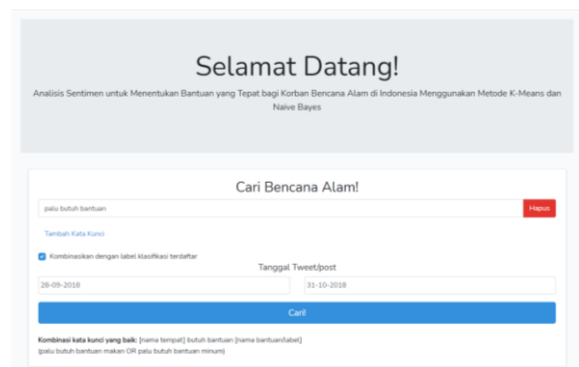 Selamat Datang!
Analisis Sentimen untuk Menentukan Bantuan yang Tepat bagi Korban Bencana Alam di Indonesia Menggunakan Metode K-Means dan
Naive Bayes
Cari Bencana Alam!
palu butuh bantuan
Hapus
Tambah Kata Kunci
Kombinasikan dengan label klasifikasi terdaftar
Tanggal Tweet/post
28-09-2018
31-10-2018
Cari!
Kombinasi kata kunci yang baik: [nama tempat] butuh bantuan [nama bantuan/label]
(palu butuh bantuan makan OR palu butuh bantuan minum)